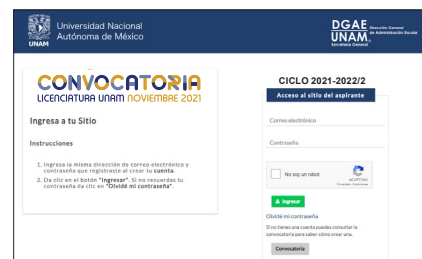 Universidad Nacional
Autónoma de México
UNAM
DGAE
UNAM
Dirección General
de Administración Escolar
Secretaría General
CONVOCATORIA
LICENCIATURA UNAM NOVIEMBRE 2021
Ingresa a tu Sitio
Instrucciones
1. Ingresa la misma dirección de correo electrónico y
contraseña que registraste al crear tu cuenta.
2. Da clic en el botón "Ingresar". Si no recuerdas tu
contraseña da clic en "Olvidé mi contraseña".
CICLO 2021-2022/2
Acceso al sitio del aspirante
Correo electrónico
Contraseña
No soy un robot
reCAPTCHA
Ingresar
Olvidé mi contraseña
Si no tienes una cuenta puedes consultar la
convocatoria para saber cómo crear una.
Convocatoria